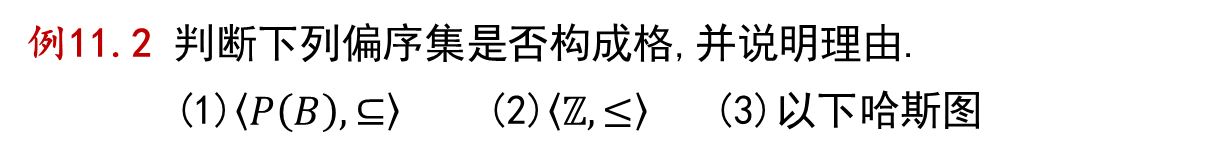 例11.2 判断下列偏序集是否构成格,并说明理由.
(1)⟨P(B),⊆⟩ (2)⟨ℤ,≤⟩ (3)以下哈斯图